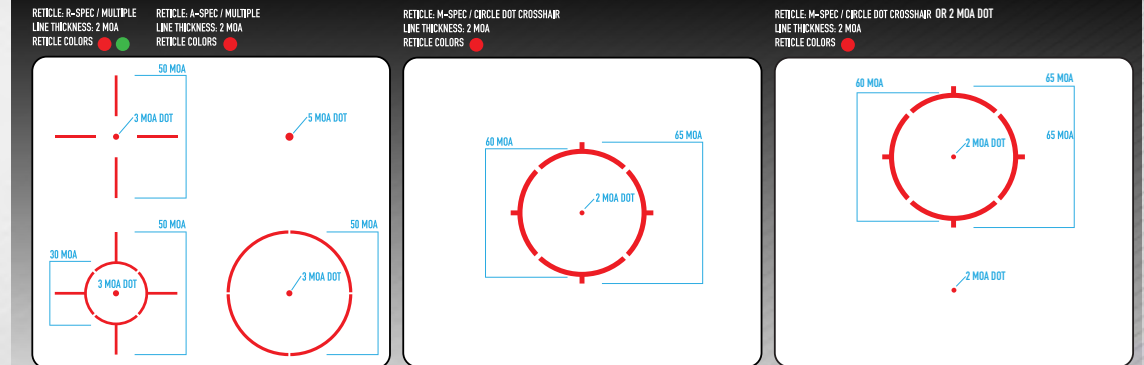 RETICLE: R-SPEC / MULTIPLE
LINE THICKNESS: 2 MOA
RETICLE COLORS
RETICLE: A-SPEC / MULTIPLE
LINE THICKNESS: 2 MOA
RETICLE COLORS
50 MOA
3 MOA DOT
5 MOA DOT
50 MOA
50 MOA
30 MOA
3 MOA DOT
3 MOA DOT
RETICLE: M-SPEC / CIRCLE DOT CROSSHAIR
LINE THICKNESS: 2 MOA
RETICLE COLORS
60 MOA
65 MOA
2 MOA DOT
RETICLE: M-SPEC / CIRCLE DOT CROSSHAIR OR 2 MOA DOT
LINE THICKNESS: 2 MOA
RETICLE COLORS
60 MOA
65 MOA
65 MOA
2 MOA DOT
2 MOA DOT